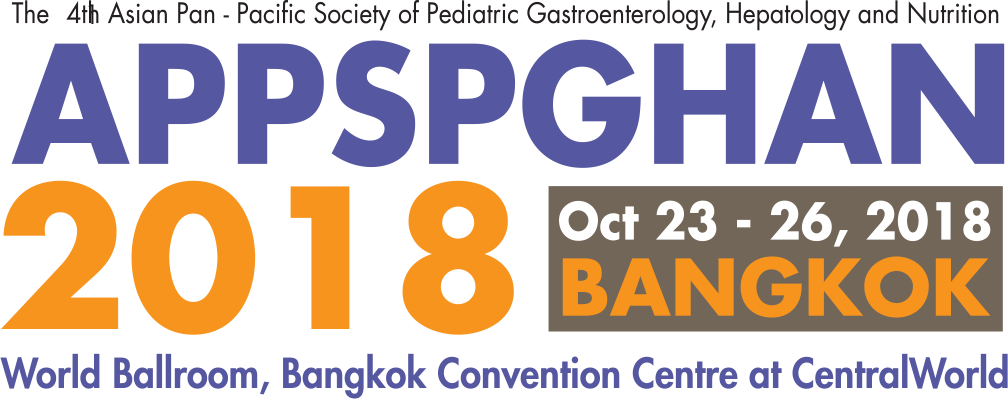 The 4th Asian Pan - Pacific Society of Pediatric Gastroenterology, Hepatology and Nutrition
APPSPGHAN
2018
Oct 23 - 26, 2018
BANGKOK
World Ballroom, Bangkok Convention Centre at CentralWorld